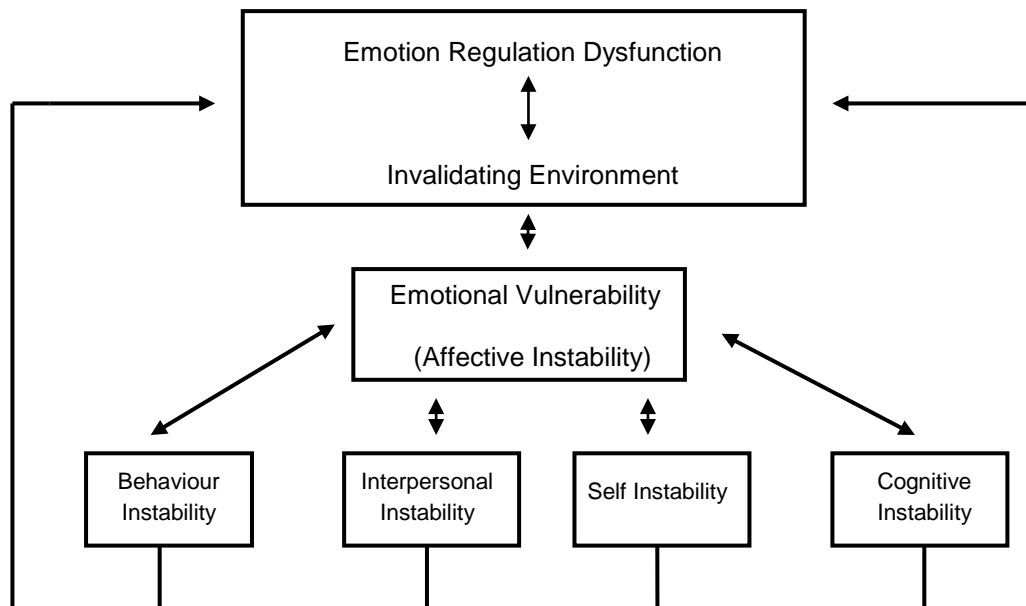 Emotion Regulation Dysfunction
Invalidating Environment
Emotional Vulnerability
(Affective Instability)
Behaviour
Instability
Interpersonal
Instability
Self Instability
Cognitive
Instability